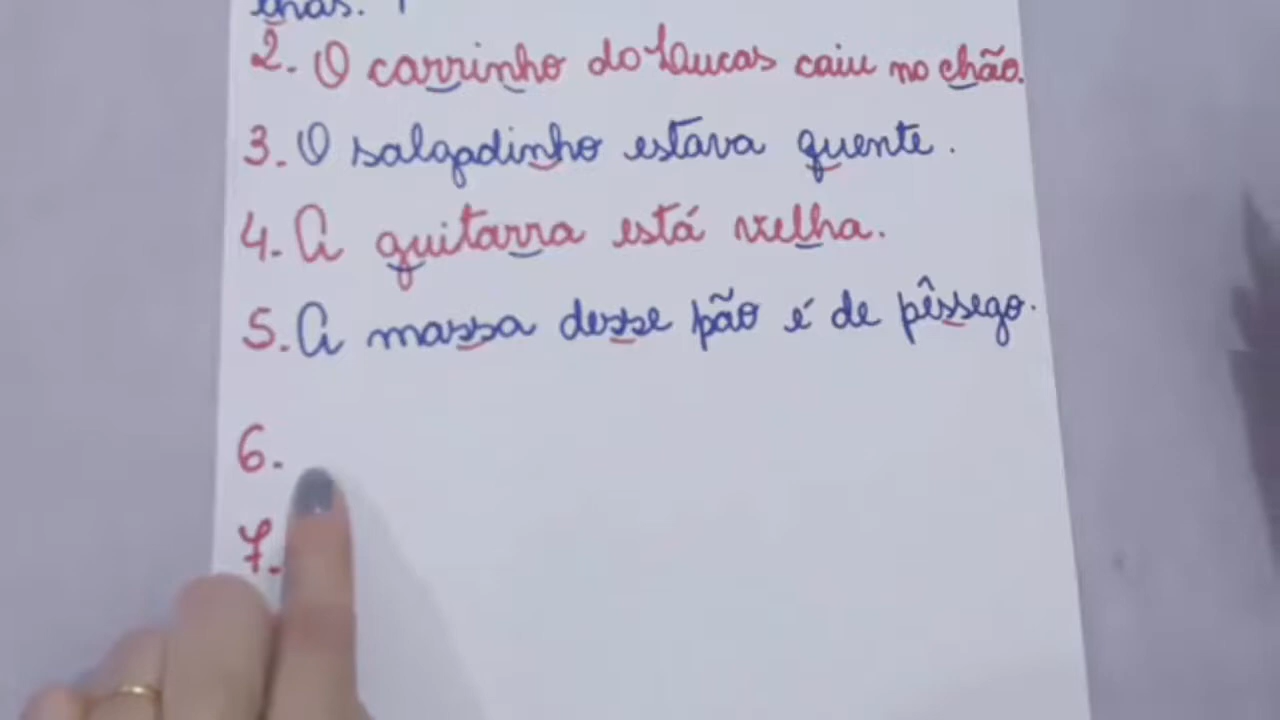 lhas.
2. O carrinho do Lucas caiu no chão.
3. O salgadinho estava quente.
4. A guitarra está velha.
5. A massa desse pão é de pêssego.
6.
7.